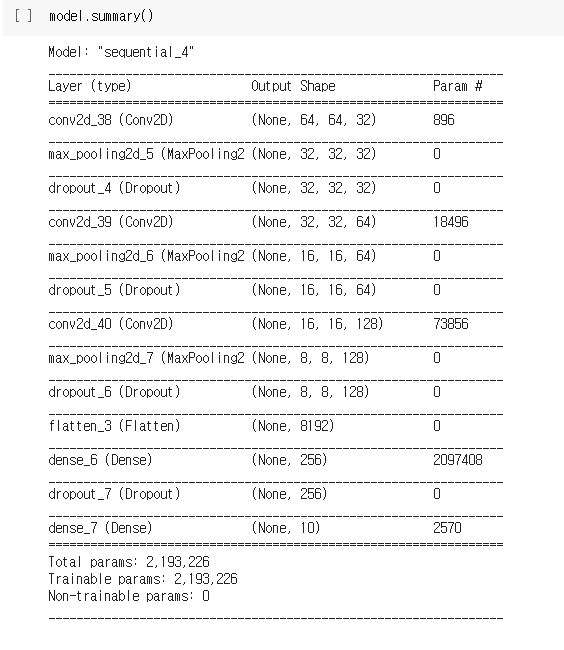 [ ] model.summary()
Model: "sequential_4"
_________________________________________________________________
Layer (type) Output Shape Param #
=================================================================
conv2d_38 (Conv2D) (None, 64, 64, 32) 896
_________________________________________________________________
max_pooling2d_5 (MaxPooling2 (None, 32, 32, 32) 0
_________________________________________________________________
dropout_4 (Dropout) (None, 32, 32, 32) 0
_________________________________________________________________
conv2d_39 (Conv2D) (None, 32, 32, 64) 18496
_________________________________________________________________
max_pooling2d_6 (MaxPooling2 (None, 16, 16, 64) 0
_________________________________________________________________
dropout_5 (Dropout) (None, 16, 16, 64) 0
_________________________________________________________________
conv2d_40 (Conv2D) (None, 16, 16, 128) 73856
_________________________________________________________________
max_pooling2d_7 (MaxPooling2 (None, 8, 8, 128) 0
_________________________________________________________________
dropout_6 (Dropout) (None, 8, 8, 128) 0
_________________________________________________________________
flatten_3 (Flatten) (None, 8192) 0
_________________________________________________________________
dense_6 (Dense) (None, 256) 2097408
_________________________________________________________________
dropout_7 (Dropout) (None, 256) 0
_________________________________________________________________
dense_7 (Dense) (None, 10) 2570
=================================================================
Total params: 2,193,226
Trainable params: 2,193,226
Non-trainable params: 0
_________________________________________________________________